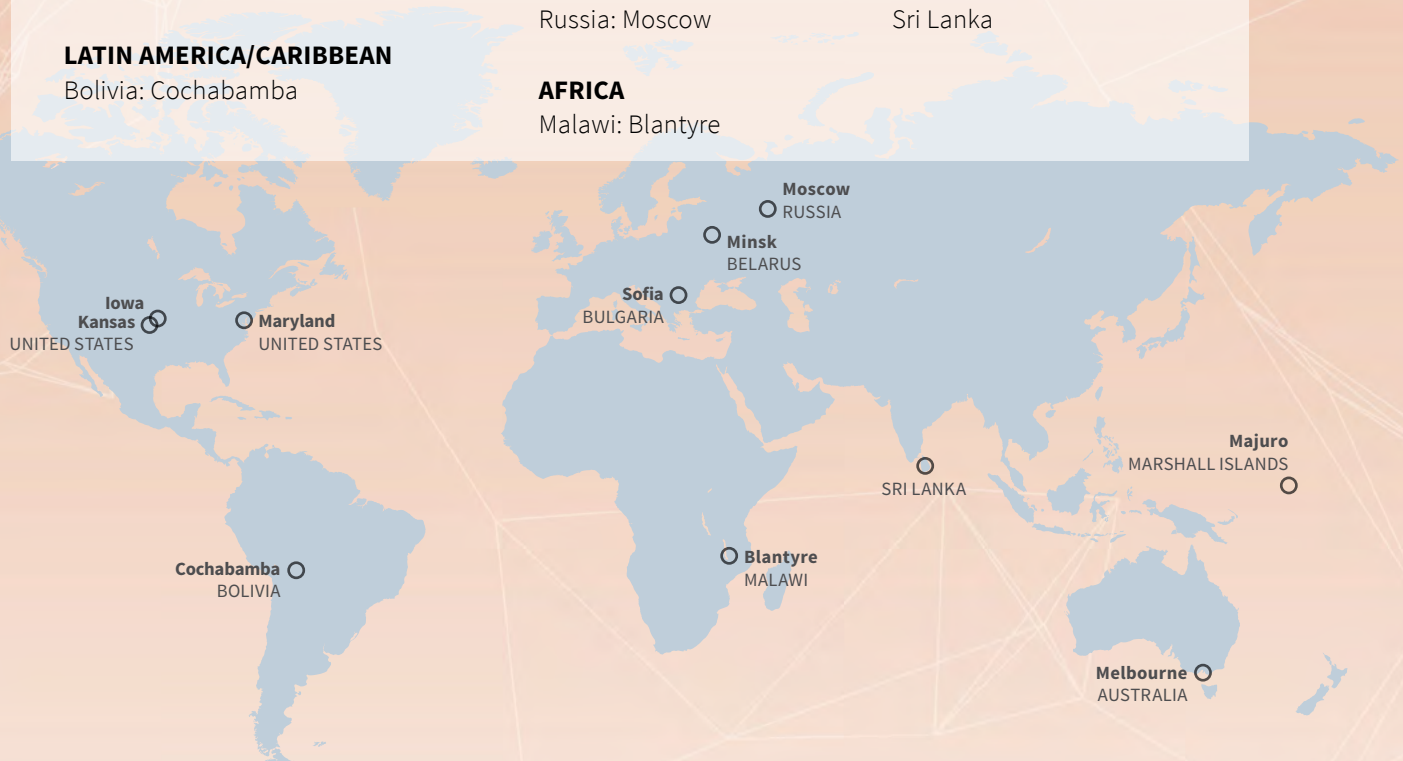 LATIN AMERICA/CARIBBEAN
Bolivia: Cochabamba
Russia: Moscow
AFRICA
Malawi: Blantyre
Sri Lanka
Moscow
RUSSIA
Minsk
BELARUS
Sofia
BULGARIA
Iowa
Kansas
UNITED STATES
Maryland
UNITED STATES
Majuro
MARSHALL ISLANDS
SRI LANKA
Cochabamba
BOLIVIA
Blantyre
MALAWI
Melbourne
AUSTRALIA